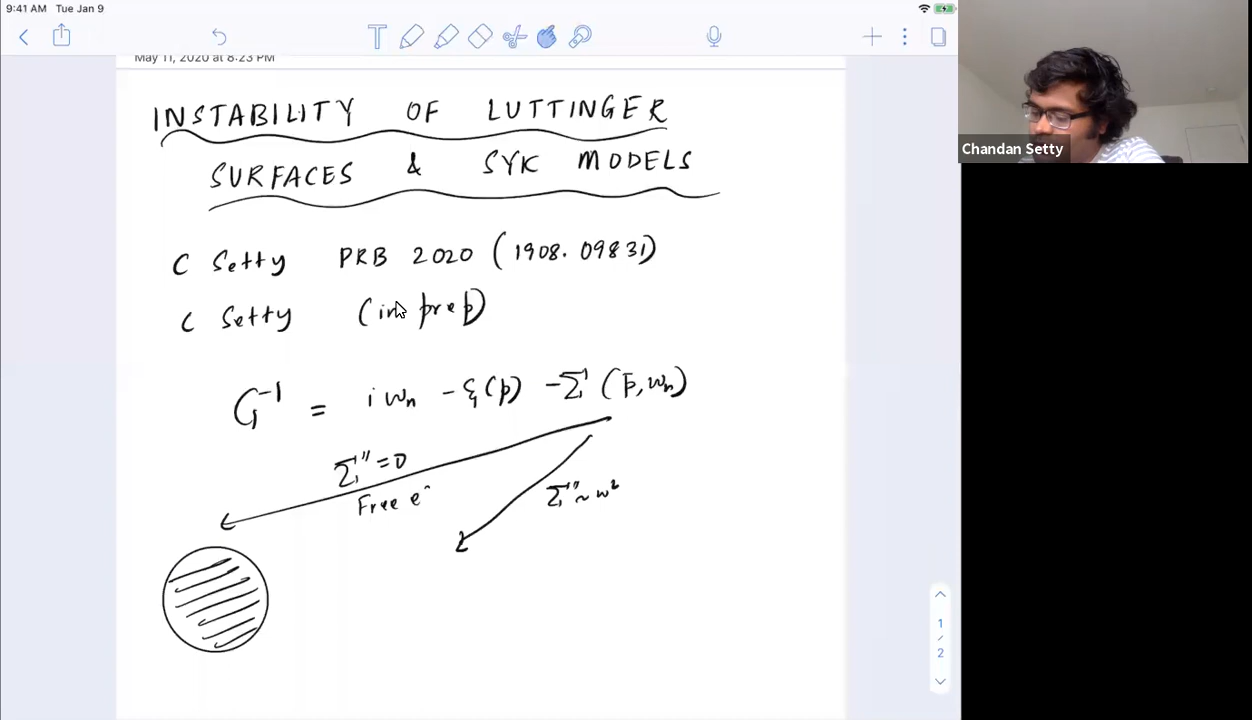 9:41 AM Tue Jan 9
May 11, 2020 at 8:23 PM
INSTABILITY OF LUTTINGER
SURFACES & SYK MODELS
C Setty PRB 2020 (1908.09831)
C Setty (in prep)
G⁻¹ = iωₙ - ξ(p) - Σ(p̄, ωₙ)
Σ'' = 0
Free e⁻
Σ'' ~ ω²
Chandan Setty
1
/
2